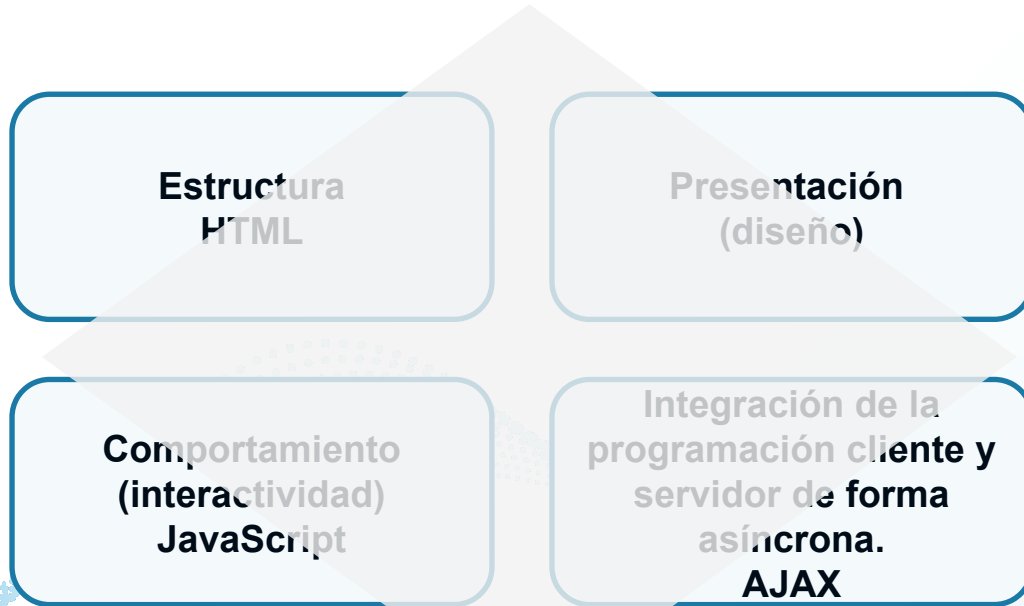 Estructura
HTML
Presentación
(diseño)
Comportamiento
(interactividad)
JavaScript
Integración de la
programación cliente y
servidor de forma
asíncrona.
AJAX